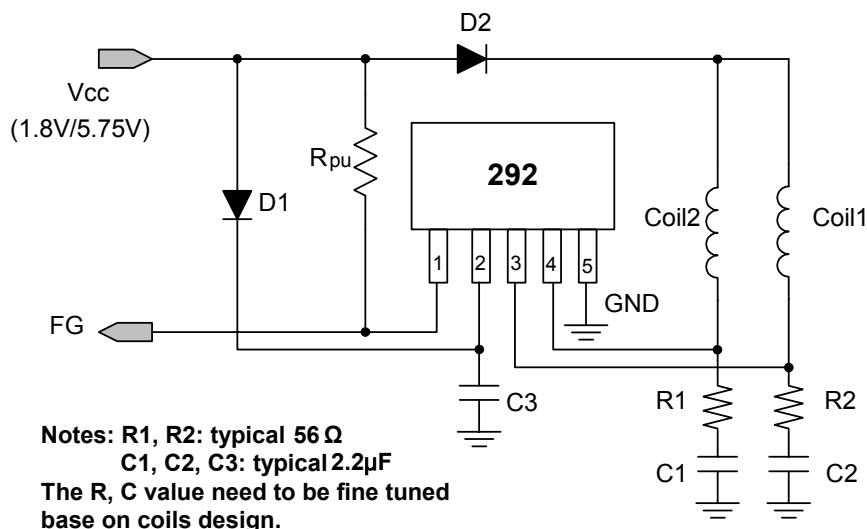 D2
Vcc
(1.8V/5.75V)
Rpu
292
D1
Coil2
Coil1
1 2 3 4 5
GND
FG
C3
R1
R2
C1
C2
Notes: R1, R2: typical 56 Ω
C1, C2, C3: typical 2.2µF
The R, C value need to be fine tuned
base on coils design.